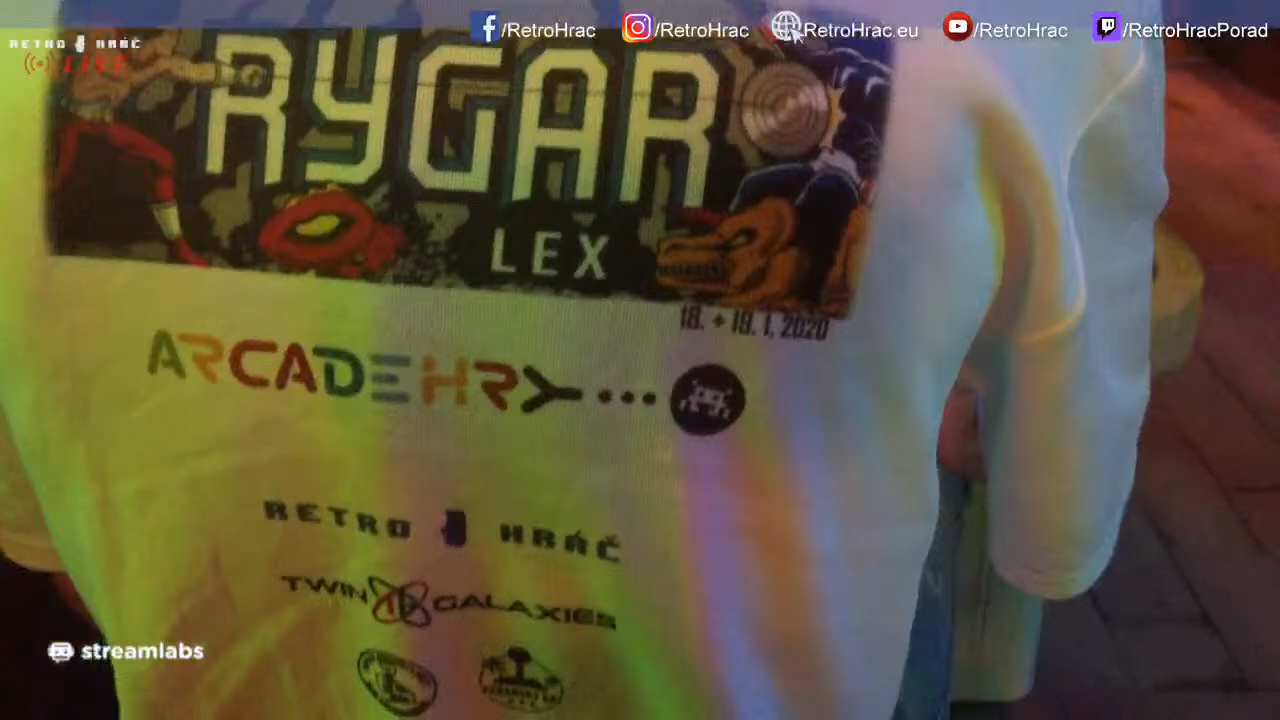 /RetroHrac /RetroHrac RetroHrac.eu /RetroHrac /RetroHracPorad
RETRO HRÁČ
LIVE
RYGAR
LEX
18. + 19. 1. 2020
ARCADEHRY...
RETRO HRÁČ
TWIN GALAXIES
streamlabs